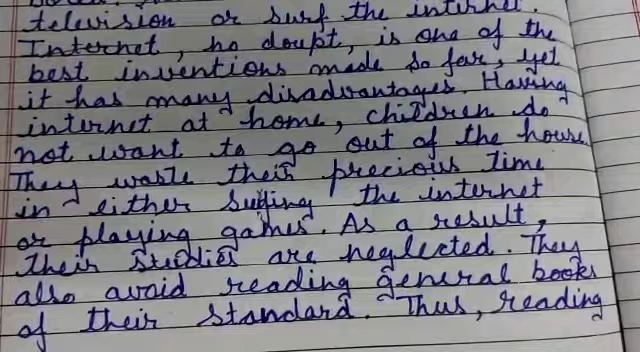 television or surf the internet.
Internet, no doubt, is one of the
best inventions made so far, yet
it has many disadvantages. Having
internet at home, children do
not want to go out of the house.
They waste their precious time
in either surfing the internet
or playing games. As a result,
their studies are neglected. They
also avoid reading general books
of their standard. Thus, reading